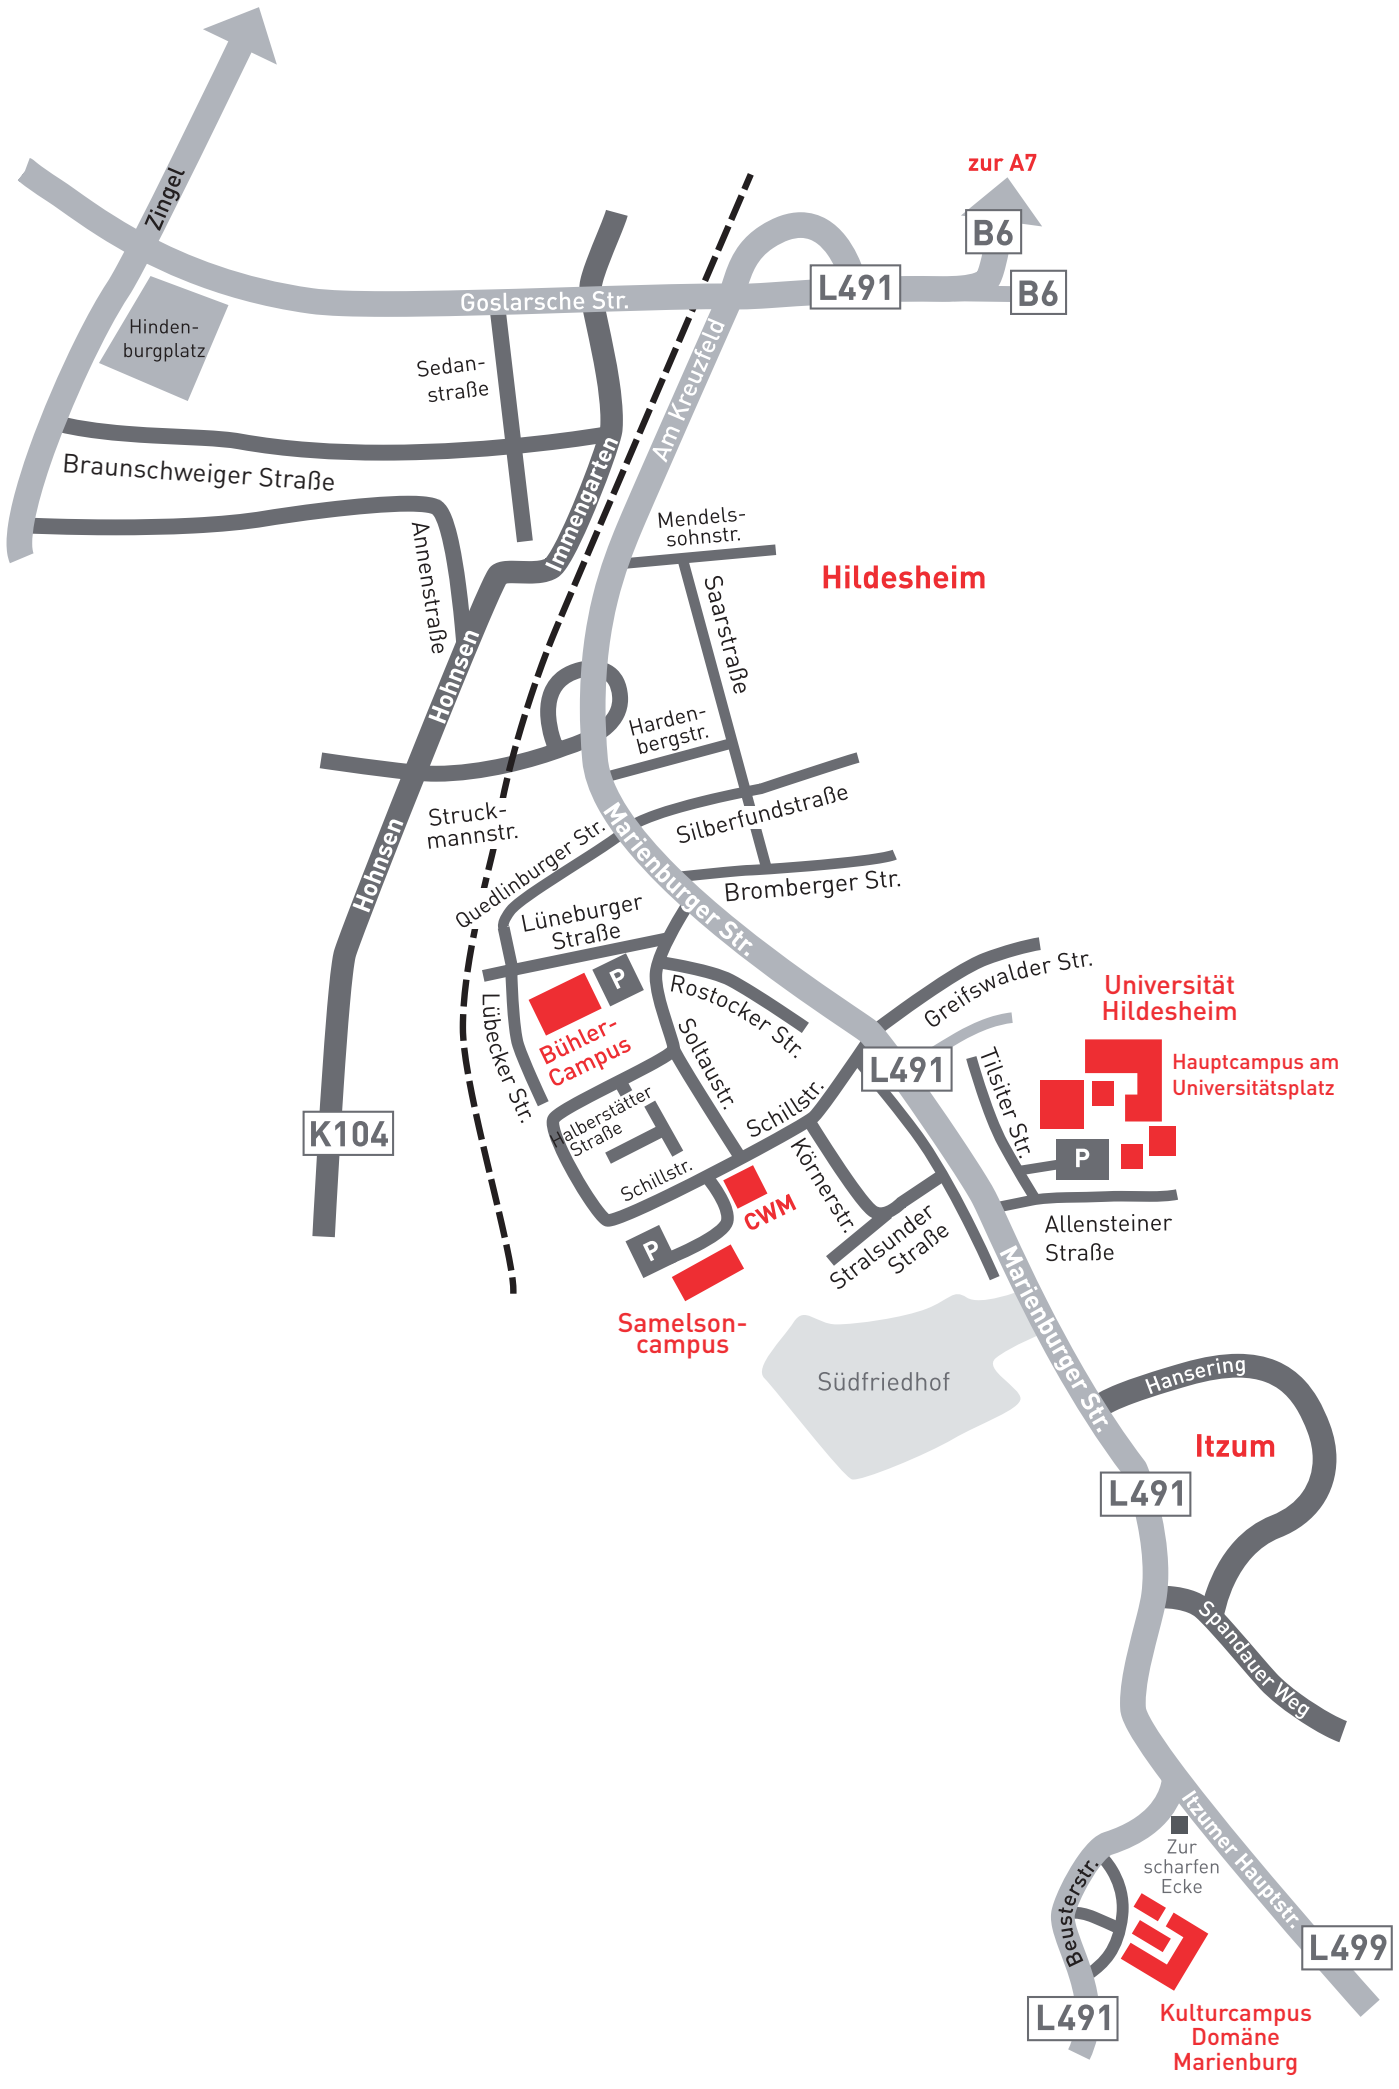 zur A7
Zingel
B6
L491
B6
Goslarsche Str.
Hinden-
burgplatz
Am Kreuzfeld
Sedan-
straße
Braunschweiger Straße
Immengarten
Mendels-
sohnstr.
Annenstraße
Hildesheim
Saarstraße
Hohnsen
Harden-
bergstr.
Struck-
mannstr.
Silberfundstraße
Hohnsen
Quedlinburger Str.
Marienburger Str.
Bromberger Str.
Lüneburger
Straße
P
Rostocker Str.
Greifswalder Str.
Universität
Hildesheim
Lübecker Str.
Bühler-
Campus
Soltaustr.
L491
Tilsiter Str.
Hauptcampus am
Universitätsplatz
K104
Halberstätter
Straße
Schillstr.
Körnerstr.
P
Schillstr.
CWM
Stralsunder
Straße
Allensteiner
Straße
P
Samelson-
campus
Marienburger Str.
Südfriedhof
Hansering
Itzum
L491
Spandauer Weg
Itzumer Hauptstr.
Zur
scharfen
Ecke
Beusterstr.
L499
L491
Kulturcampus
Domäne
Marienburg